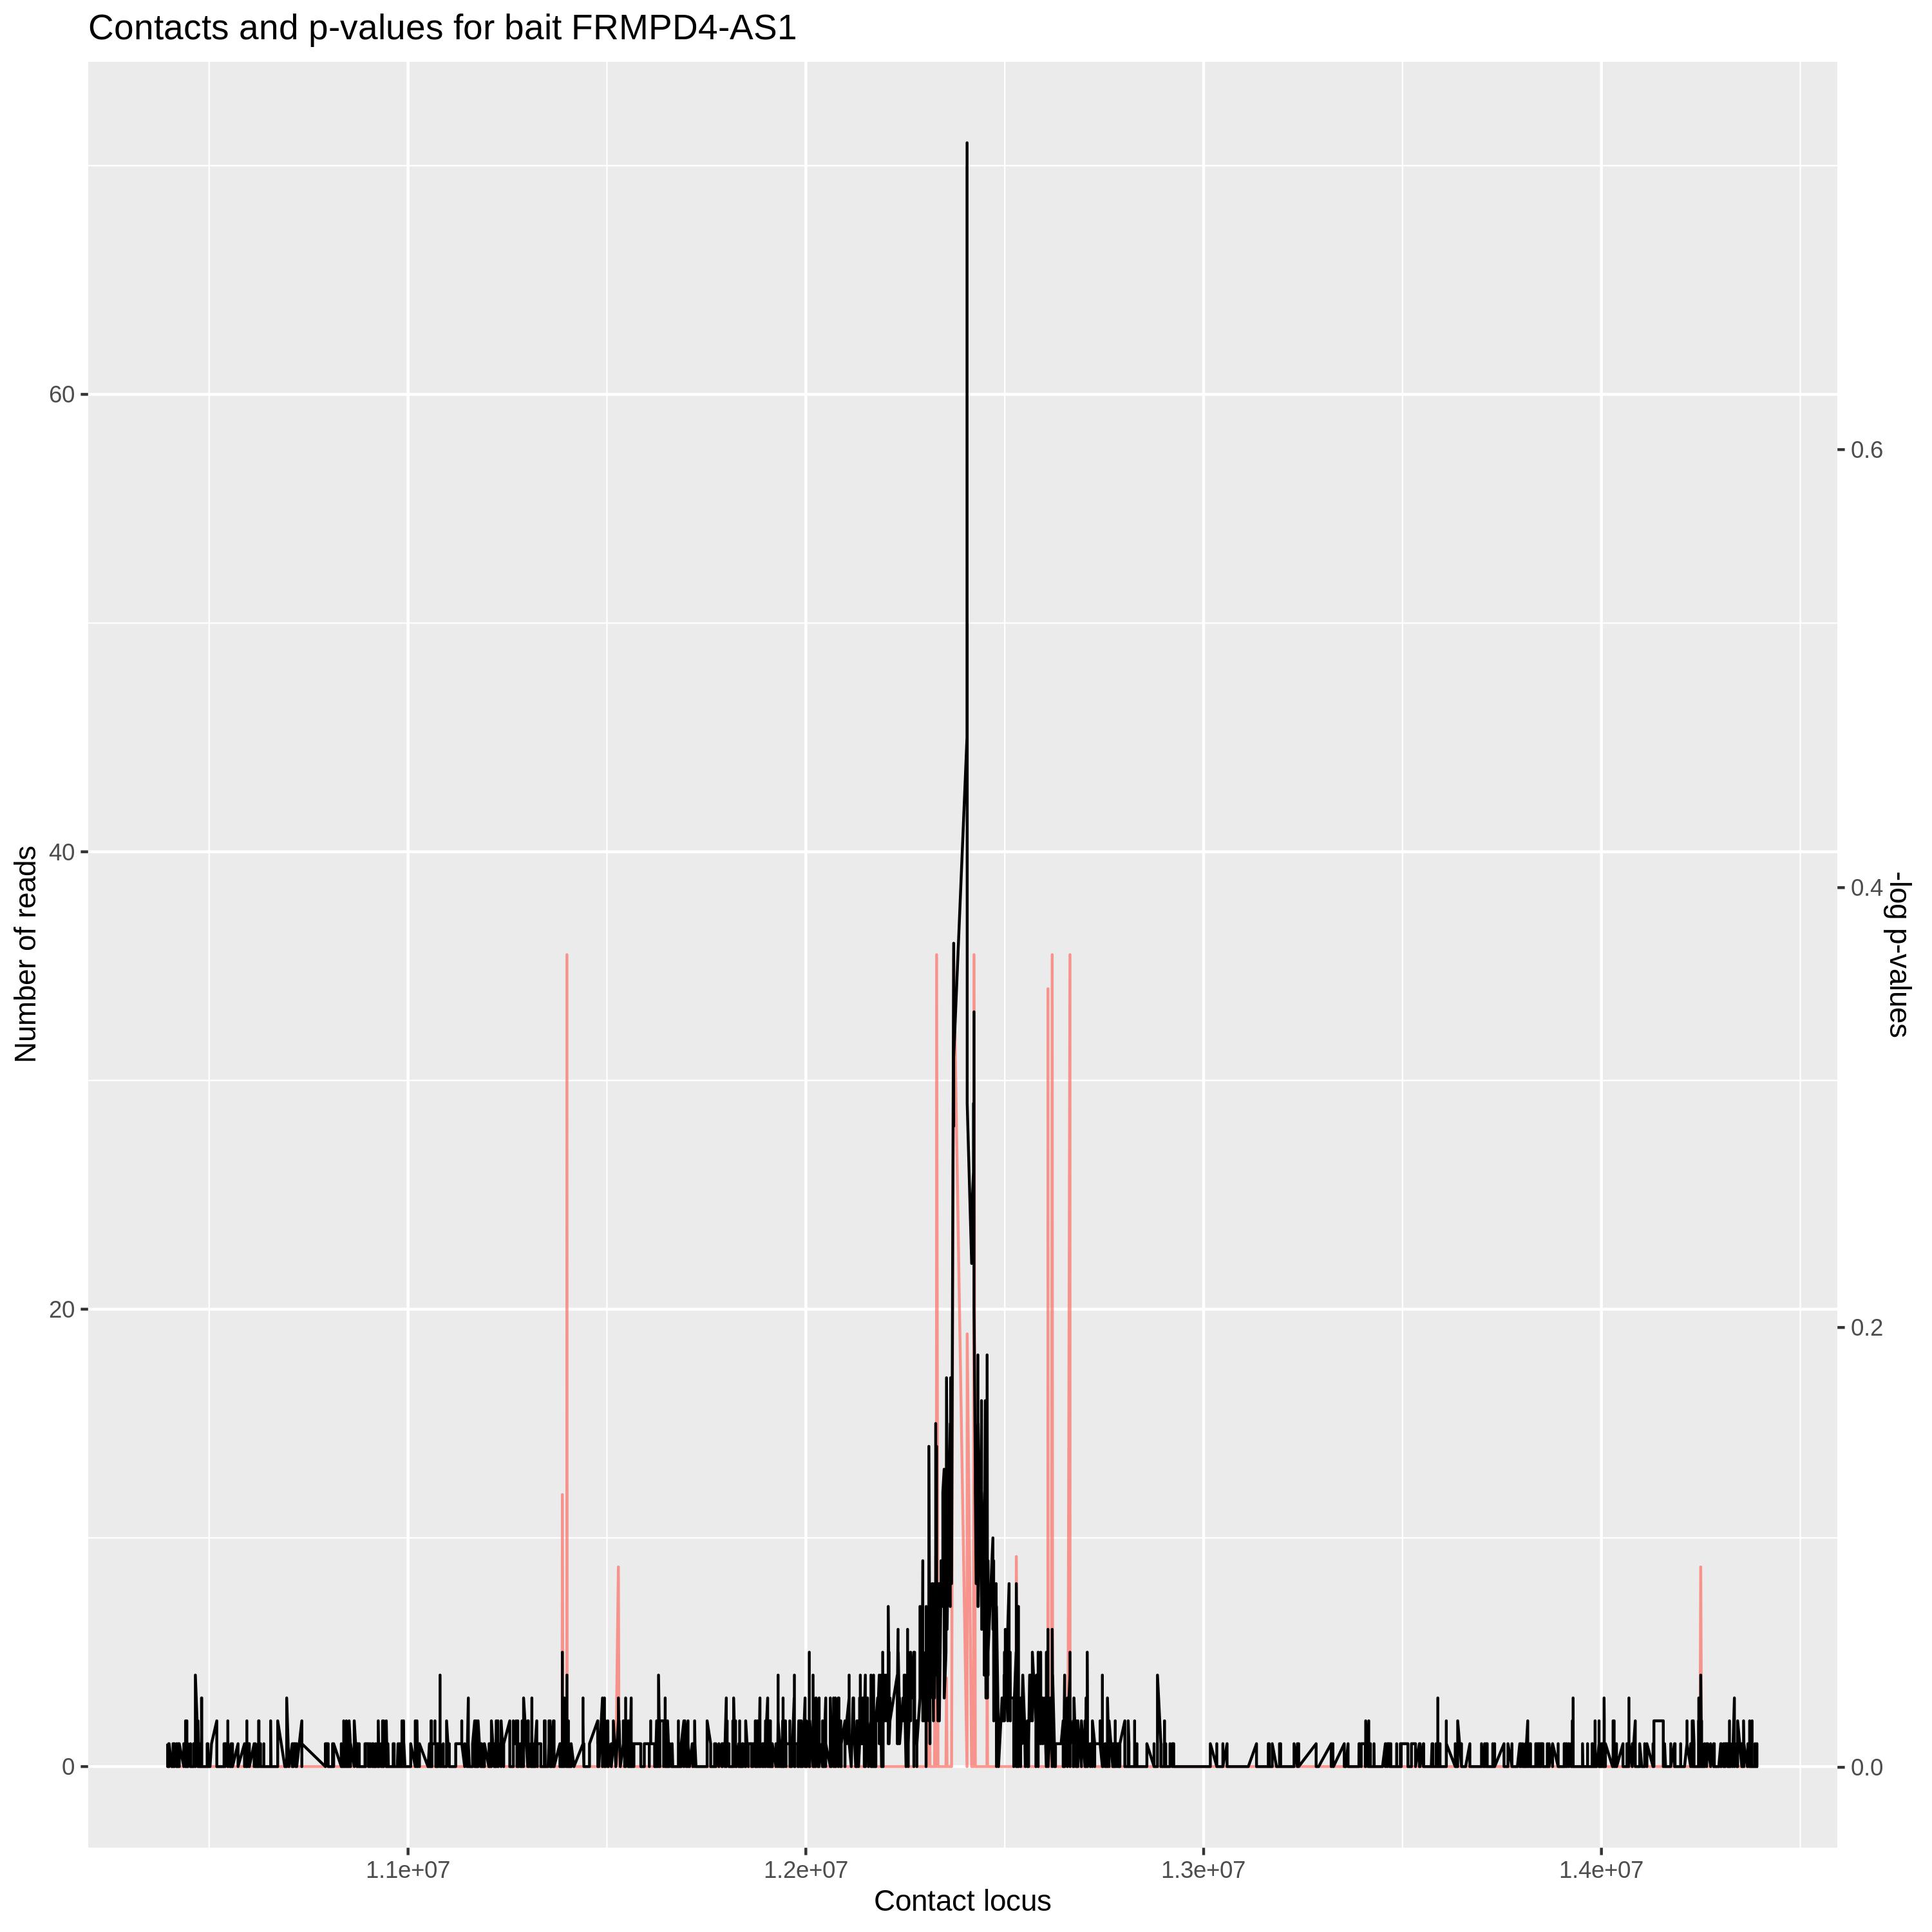 Contacts and p-values for bait FRMPD4-AS1
Number of reads
60
40
20
0
0.6
0.4
0.2
0.0
-log p-values
1.1e+07
1.2e+07
1.3e+07
1.4e+07
Contact locus